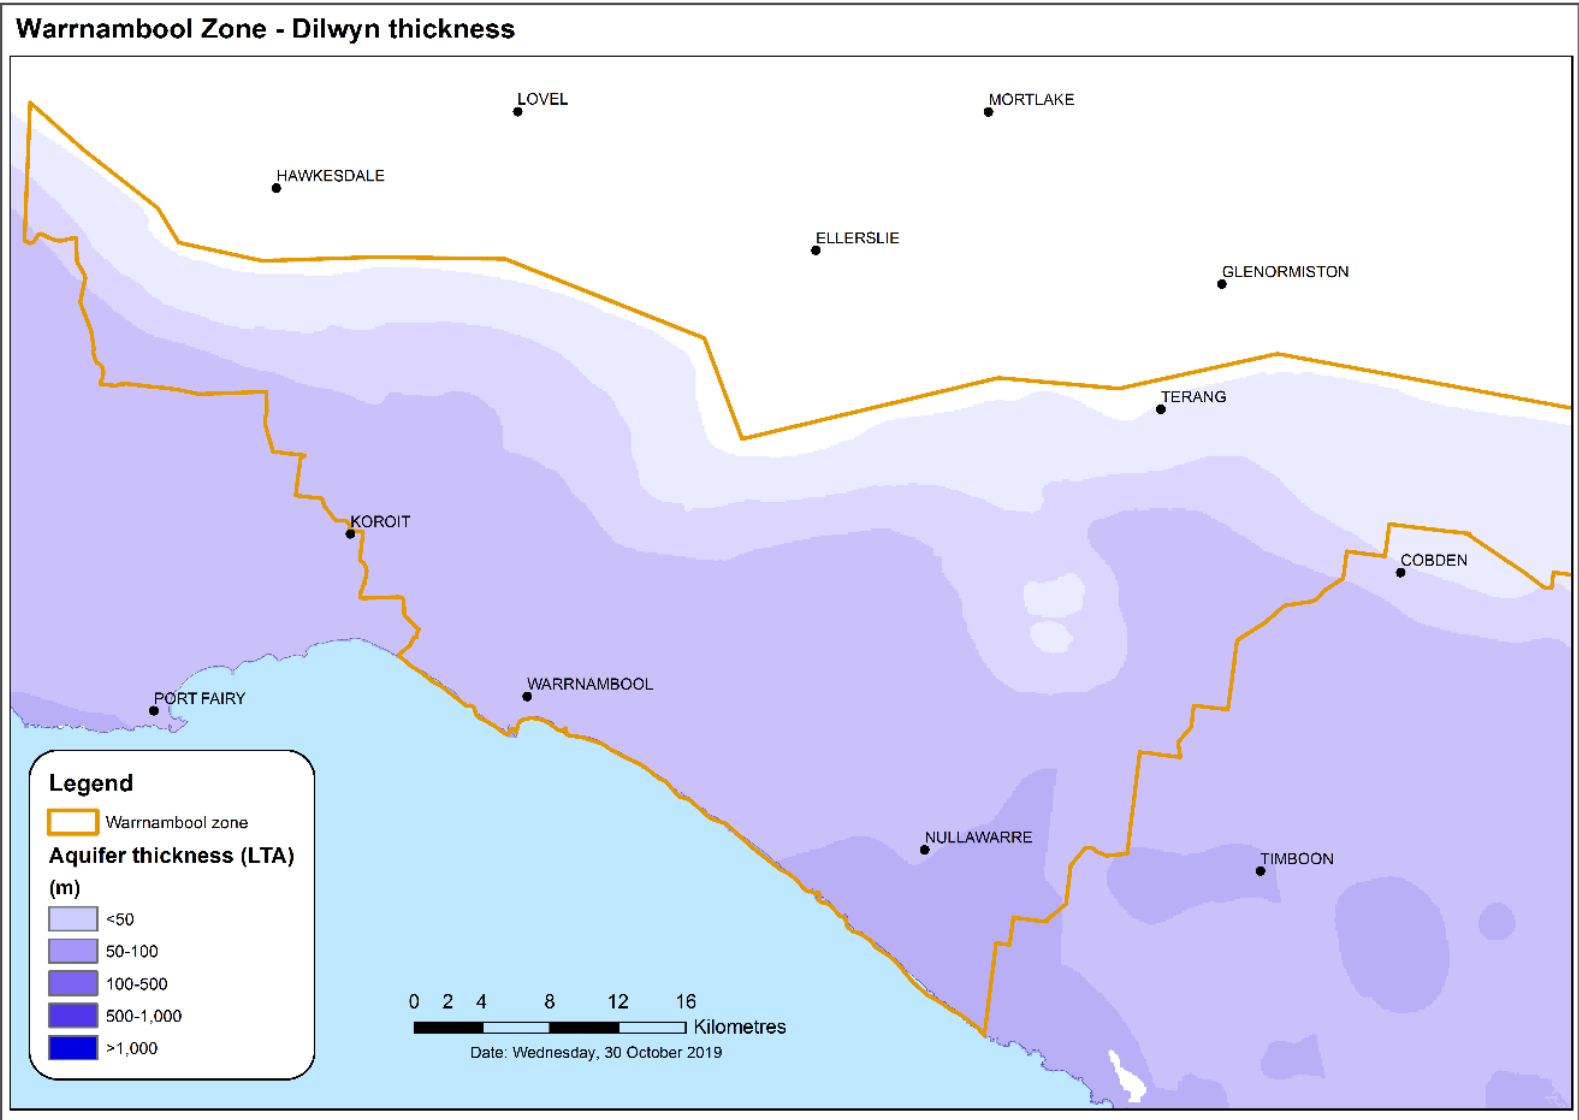 Warrnambool Zone - Dilwyn thickness
LOVEL
MORTLAKE
HAWKESDALE
ELLERSLIE
GLENORMISTON
TERANG
KOROIT
COBDEN
WARRNAMBOOL
PORT FAIRY
NULLAWARRE
TIMBOON
Legend
Warrnambool zone
Aquifer thickness (LTA)
(m)
<50
50-100
100-500
500-1,000
>1,000
0 2 4 8 12 16
Kilometres
Date: Wednesday, 30 October 2019